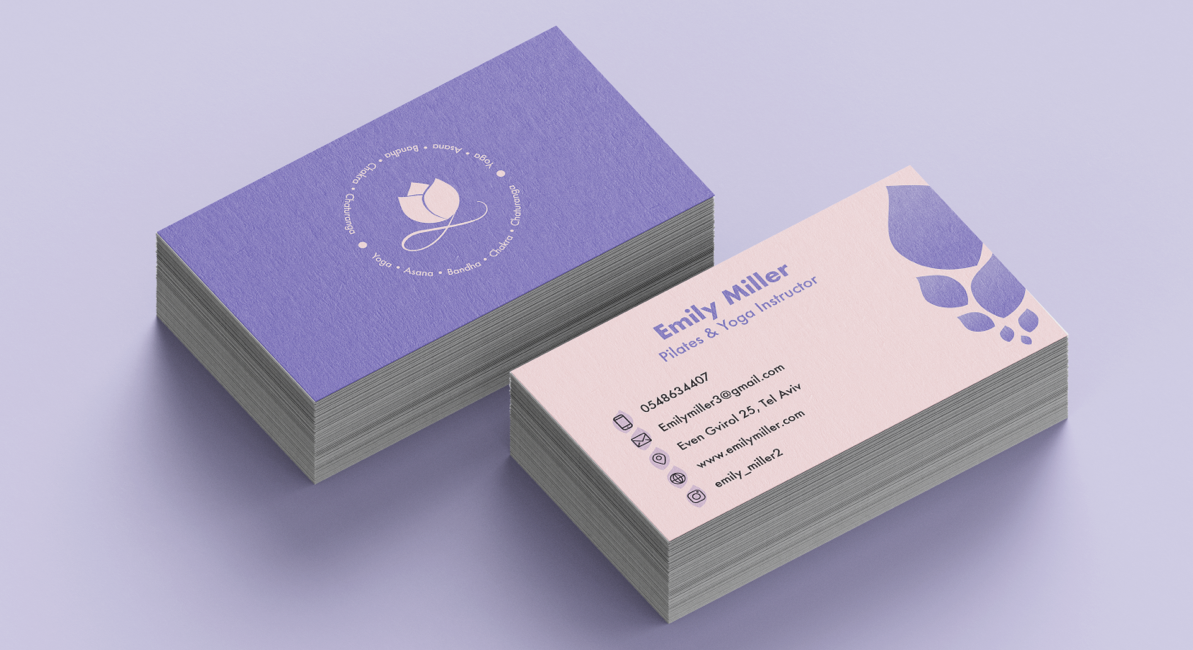 Yoga • Asana • Bandha • Chakra • Chaturanga
Yoga • Asana • Bandha • Chakra • Chaturanga
Emily Miller
Pilates & Yoga Instructor
0548634407
Emilymiller3@gmail.com
Even Gvirol 25, Tel Aviv
www.emilymiller.com
emily_miller2